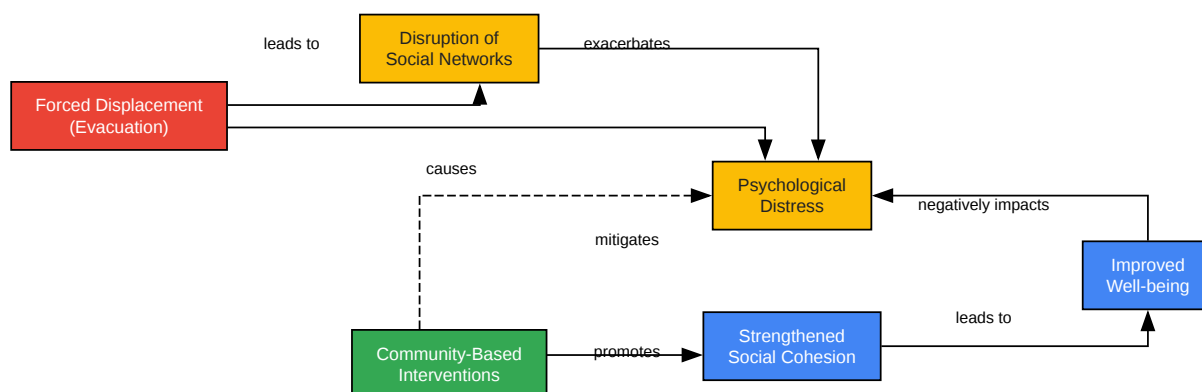 leads to
Disruption of
Social Networks
exacerbates
Forced Displacement
(Evacuation)
causes
Psychological
Distress
negatively impacts
mitigates
Improved
Well-being
leads to
Community-Based
Interventions
promotes
Strengthened
Social Cohesion